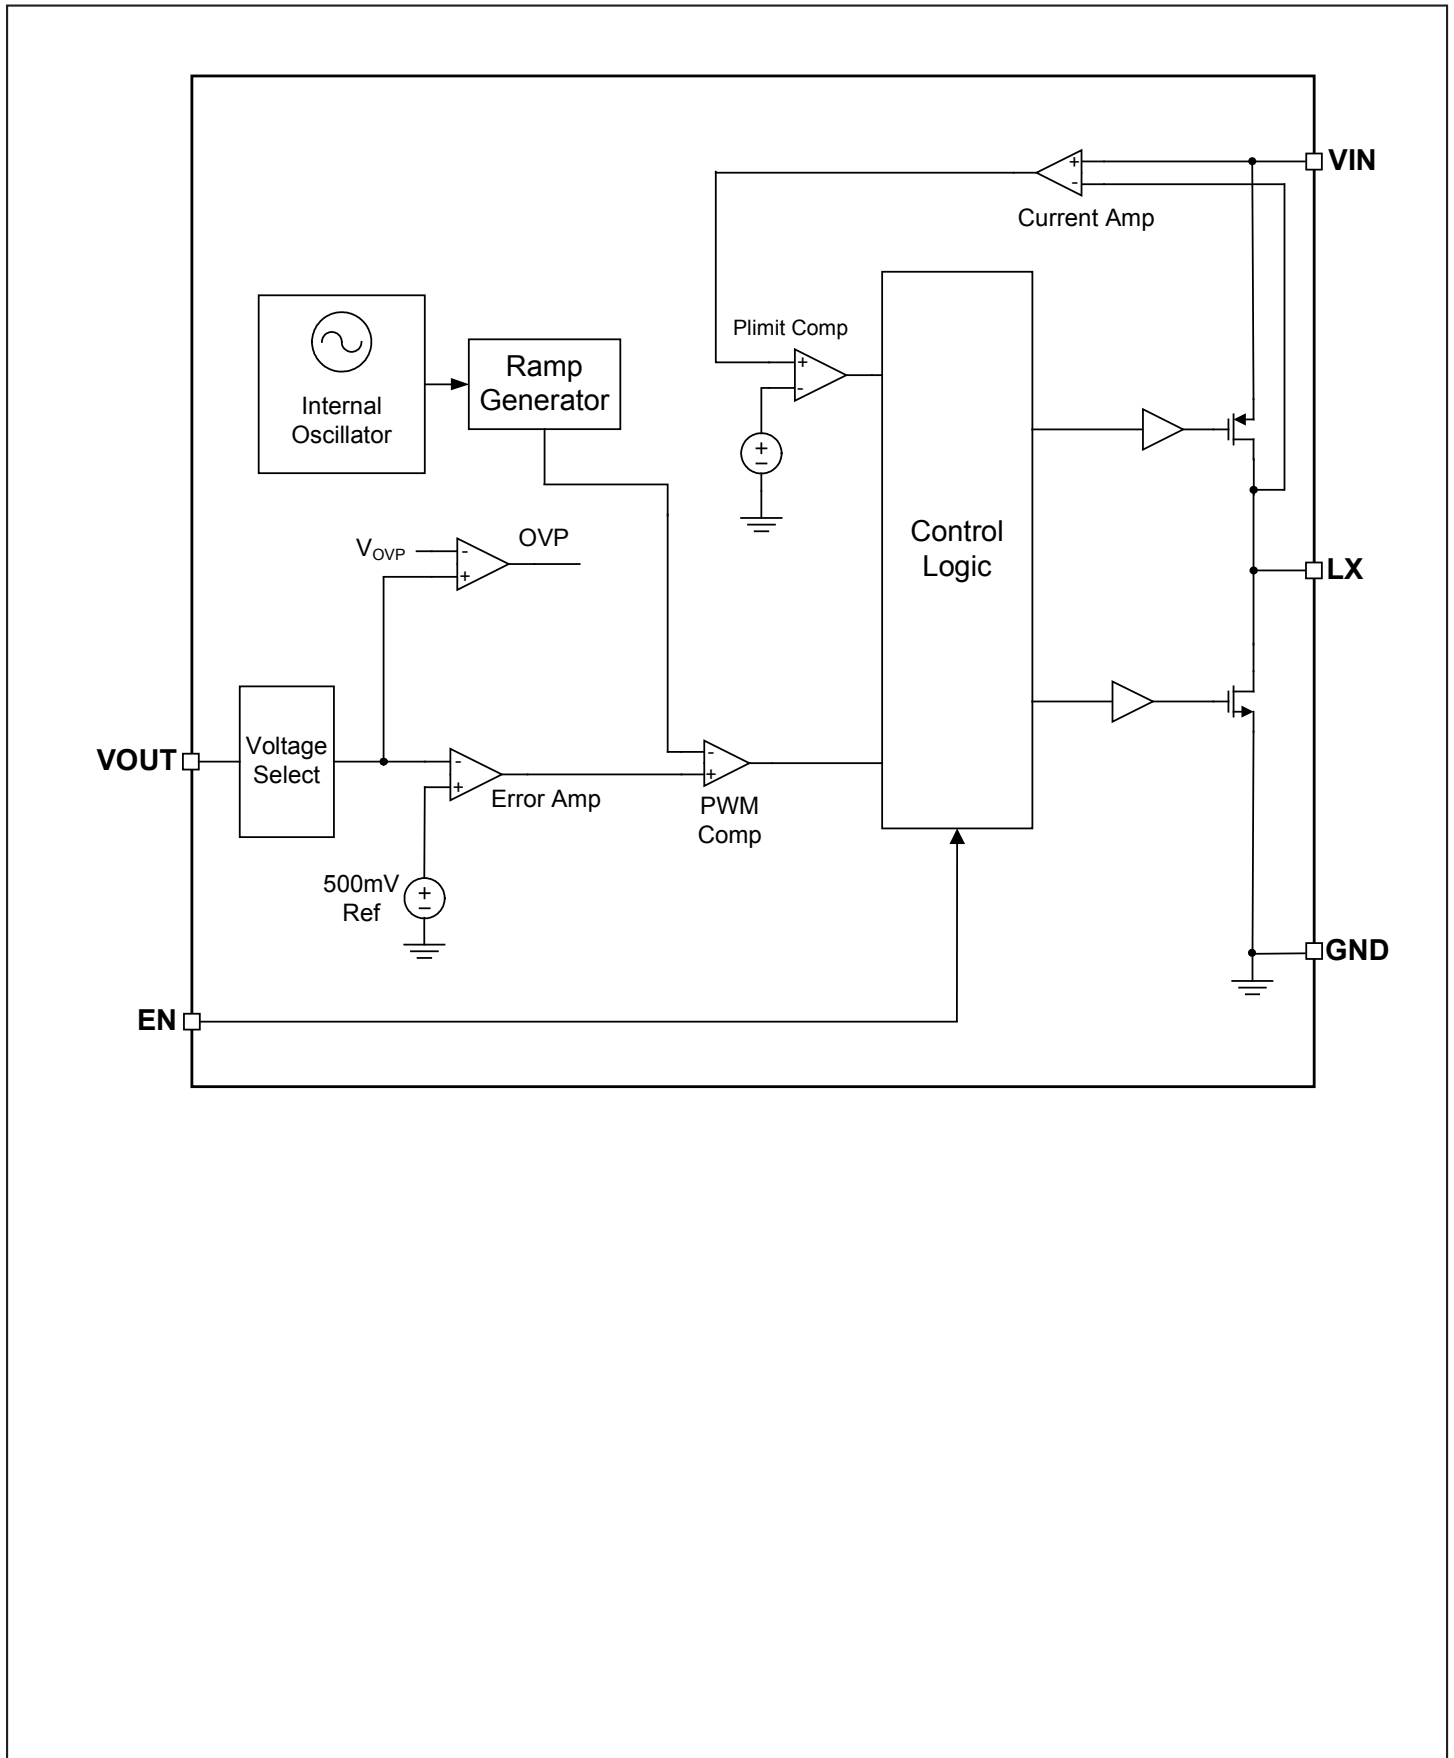 VIN
+
-
Current Amp
Plimit Comp
+
-
Internal
Oscillator
Ramp
Generator
+
−
Control
Logic
VOVP
-
+
OVP
LX
VOUT
Voltage
Select
-
+
Error Amp
-
+
PWM
Comp
500mV
Ref
+
−
GND
EN